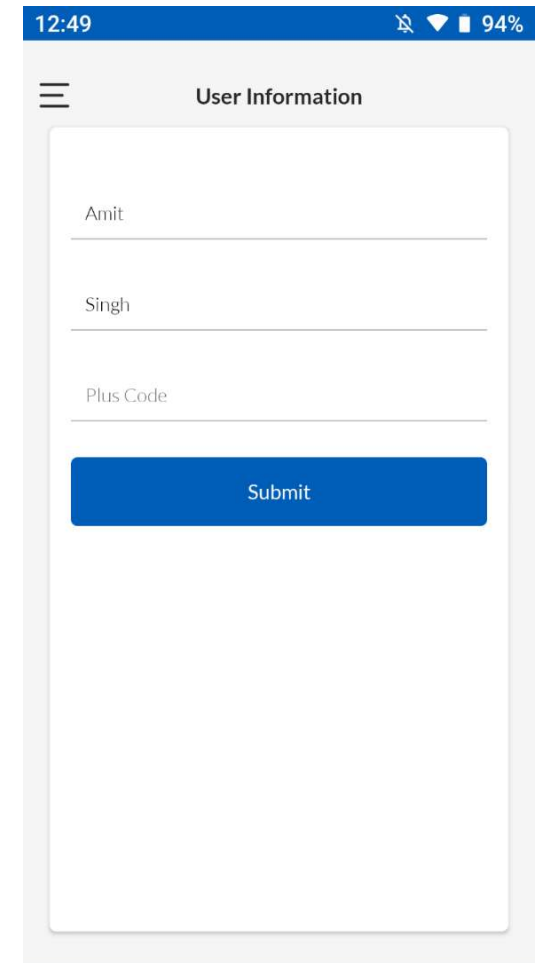 12:49 94%
User Information
Amit
Singh
Plus Code
Submit